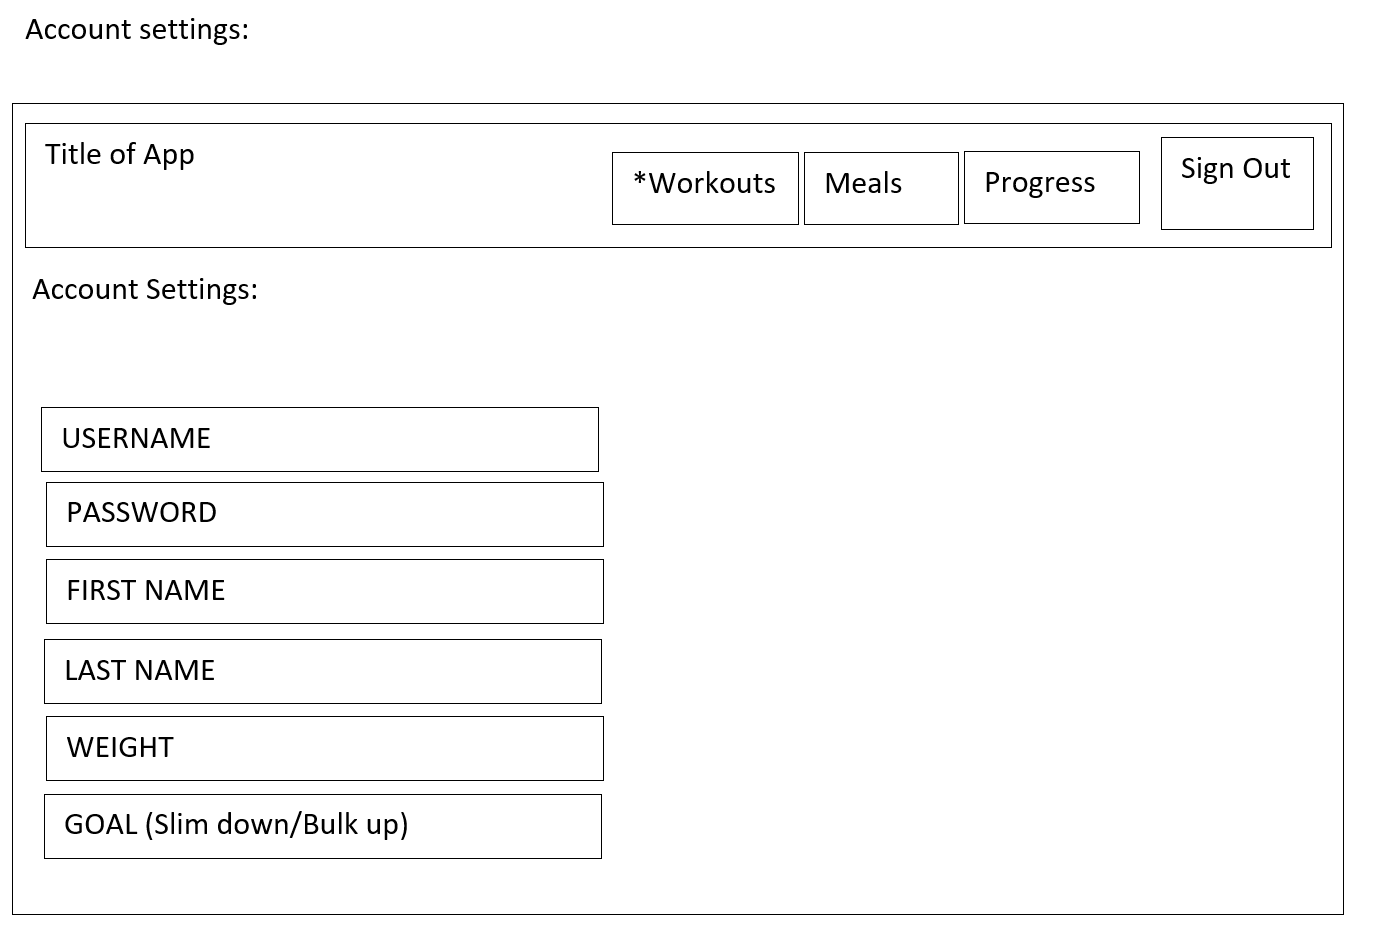 Account settings:
Title of App
*Workouts
Meals
Progress
Sign Out
Account Settings:
USERNAME
PASSWORD
FIRST NAME
LAST NAME
WEIGHT
GOAL (Slim down/Bulk up)